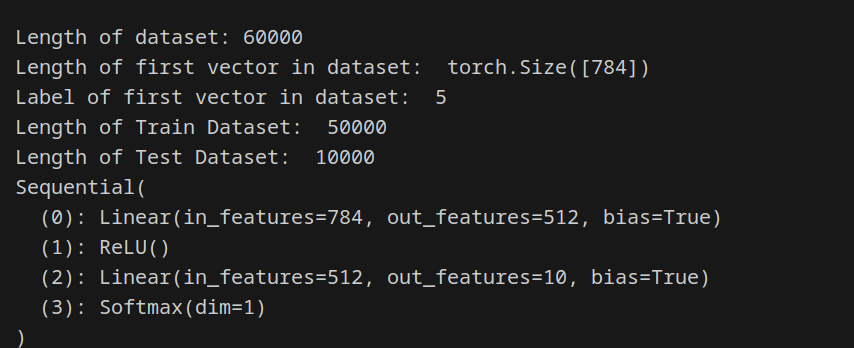 Length of dataset: 60000
Length of first vector in dataset:  torch.Size([784])
Label of first vector in dataset:  5
Length of Train Dataset:  50000
Length of Test Dataset:  10000
Sequential(
  (0): Linear(in_features=784, out_features=512, bias=True)
  (1): ReLU()
  (2): Linear(in_features=512, out_features=10, bias=True)
  (3): Softmax(dim=1)
)